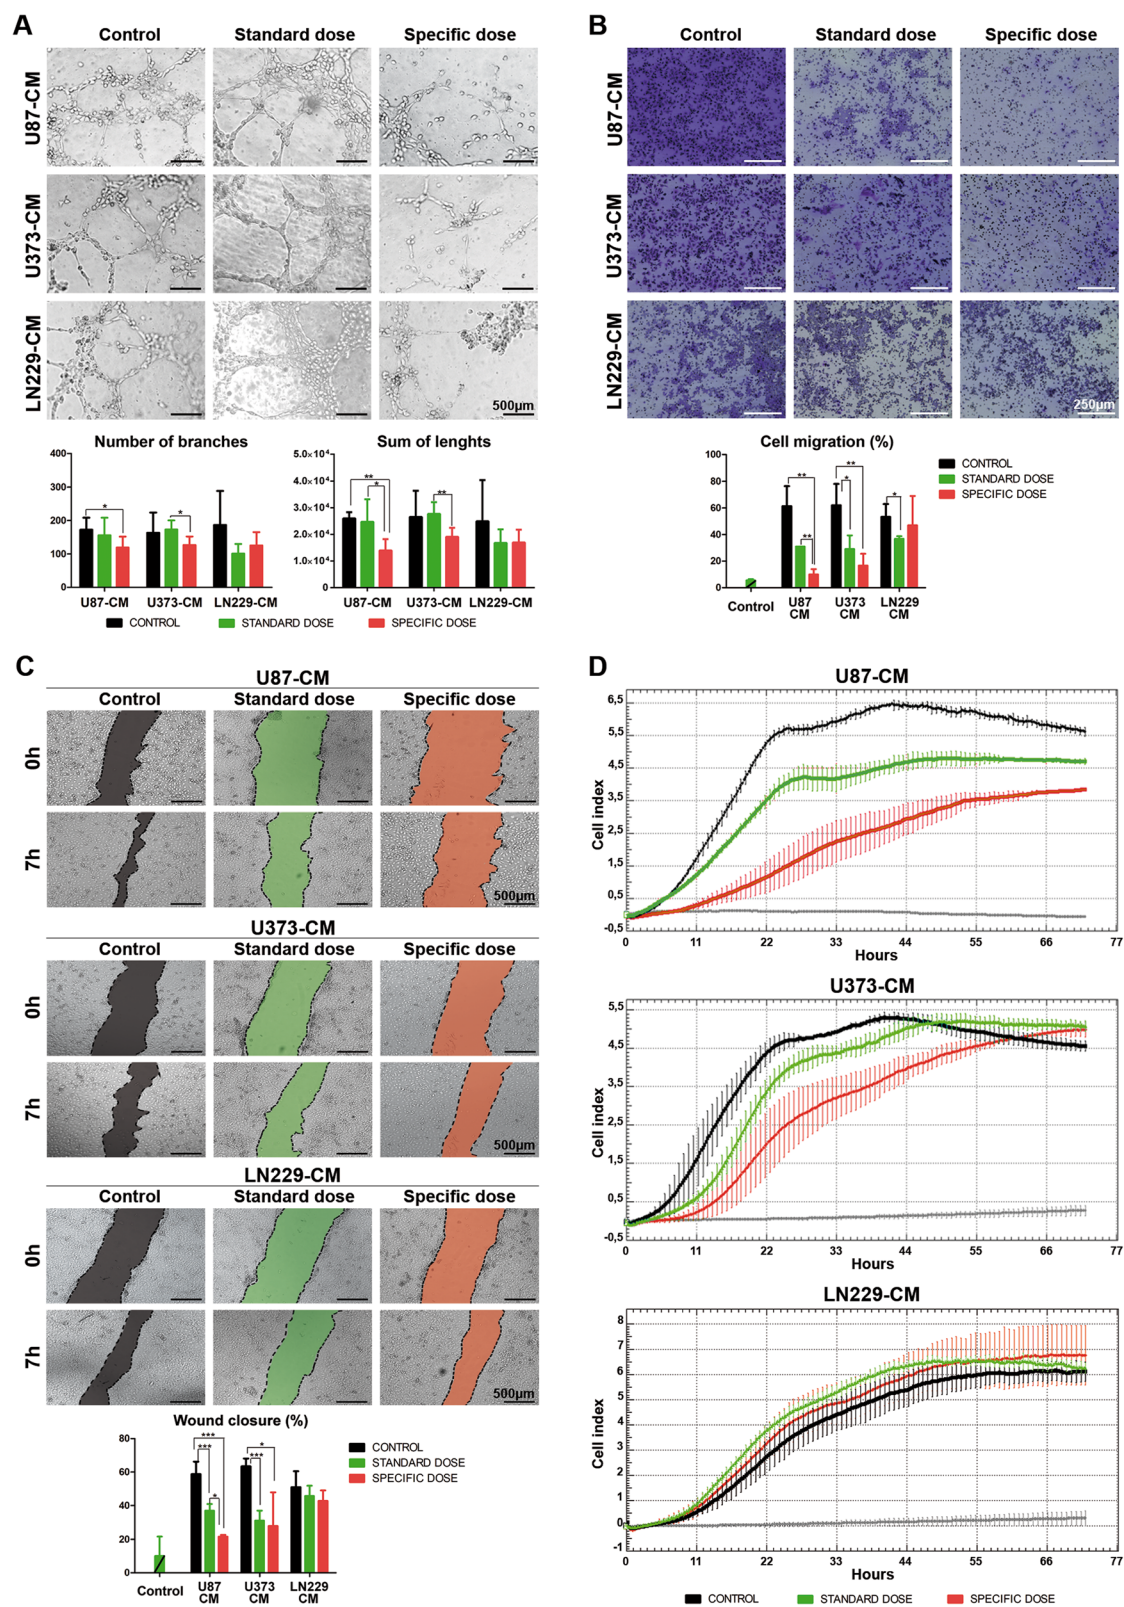 A
Control
Standard dose
Specific dose
U87-CM
U373-CM
LN229-CM
500µm
Number of branches
400
300
200
100
0
* *
U87-CM
U373-CM
LN229-CM
Sum of lenghts
5.0×10⁴
4.0×10⁴
3.0×10⁴
2.0×10⁴
1.0×10⁴
0
** * **
U87-CM
U373-CM
LN229-CM
CONTROL
STANDARD DOSE
SPECIFIC DOSE
B
Control
Standard dose
Specific dose
U87-CM
U373-CM
LN229-CM
250µm
Cell migration (%)
100
80
60
40
20
0
** ** ** * *
Control
U87 CM
U373 CM
LN229 CM
CONTROL
STANDARD DOSE
SPECIFIC DOSE
C
U87-CM
Control
Standard dose
Specific dose
0h
7h
500µm
U373-CM
Control
Standard dose
Specific dose
0h
7h
500µm
LN229-CM
Control
Standard dose
Specific dose
0h
7h
500µm
Wound closure (%)
80
60
40
20
0
*** *** * * ***
Control
U87 CM
U373 CM
LN229 CM
CONTROL
STANDARD DOSE
SPECIFIC DOSE
D
U87-CM
Cell index
6,5
5,5
4,5
3,5
2,5
1,5
0,5
-0,5
0 11 22 33 44 55 66 77
Hours
U373-CM
Cell index
5,5
4,5
3,5
2,5
1,5
0,5
-0,5
0 11 22 33 44 55 66 77
Hours
LN229-CM
Cell index
8
7
6
5
4
3
2
1
0
-1
0 11 22 33 44 55 66 77
Hours
CONTROL
STANDARD DOSE
SPECIFIC DOSE